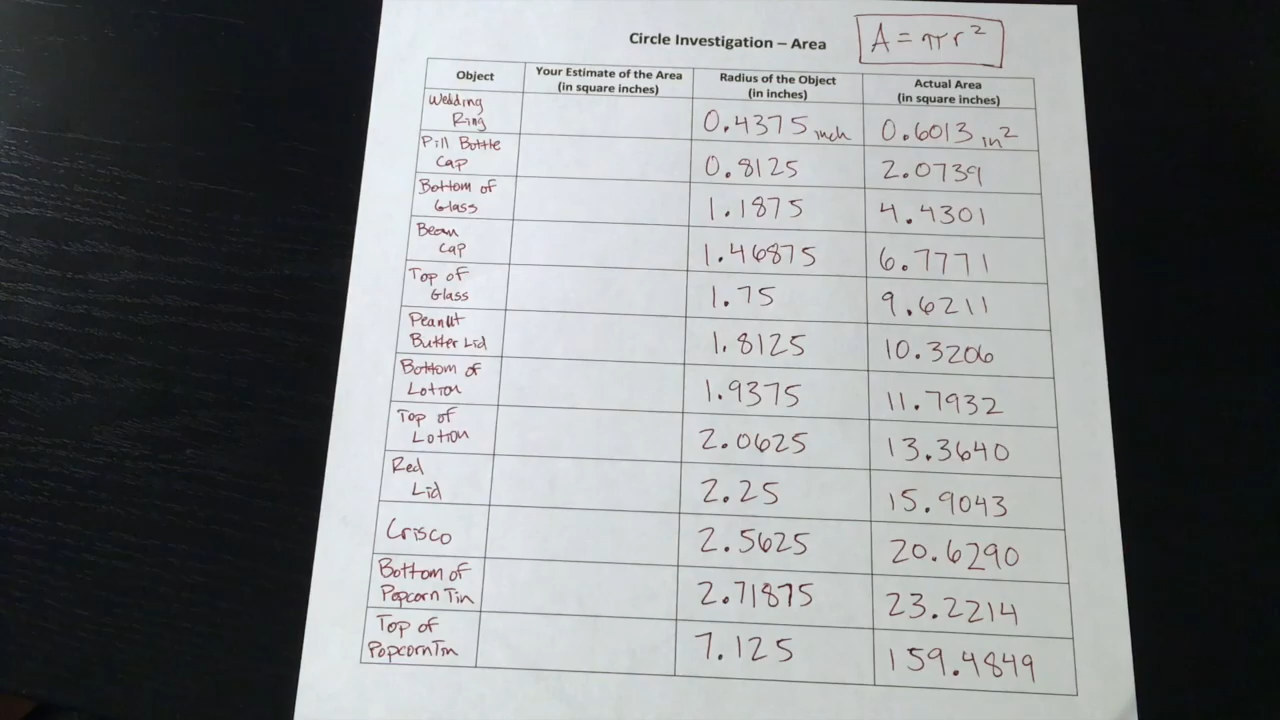 Circle Investigation – Area
A = πr²
Object
Your Estimate of the Area
(in square inches)
Radius of the Object
(in inches)
Actual Area
(in square inches)
Wedding
Ring
0.4375 inch
0.6013 in²
Pill Bottle
Cap
0.8125
2.0739
Bottom of
Glass
1.1875
4.4301
Bean
Cap
1.46875
6.7771
Top of
Glass
1.75
9.6211
Peanut
Butter Lid
1.8125
10.3206
Bottom of
Lotion
1.9375
11.7932
Top of
Lotion
2.0625
13.3640
Red
Lid
2.25
15.9043
Crisco
2.5625
20.6290
Bottom of
Popcorn Tin
2.71875
23.2214
Top of
Popcorn Tin
7.125
159.4849